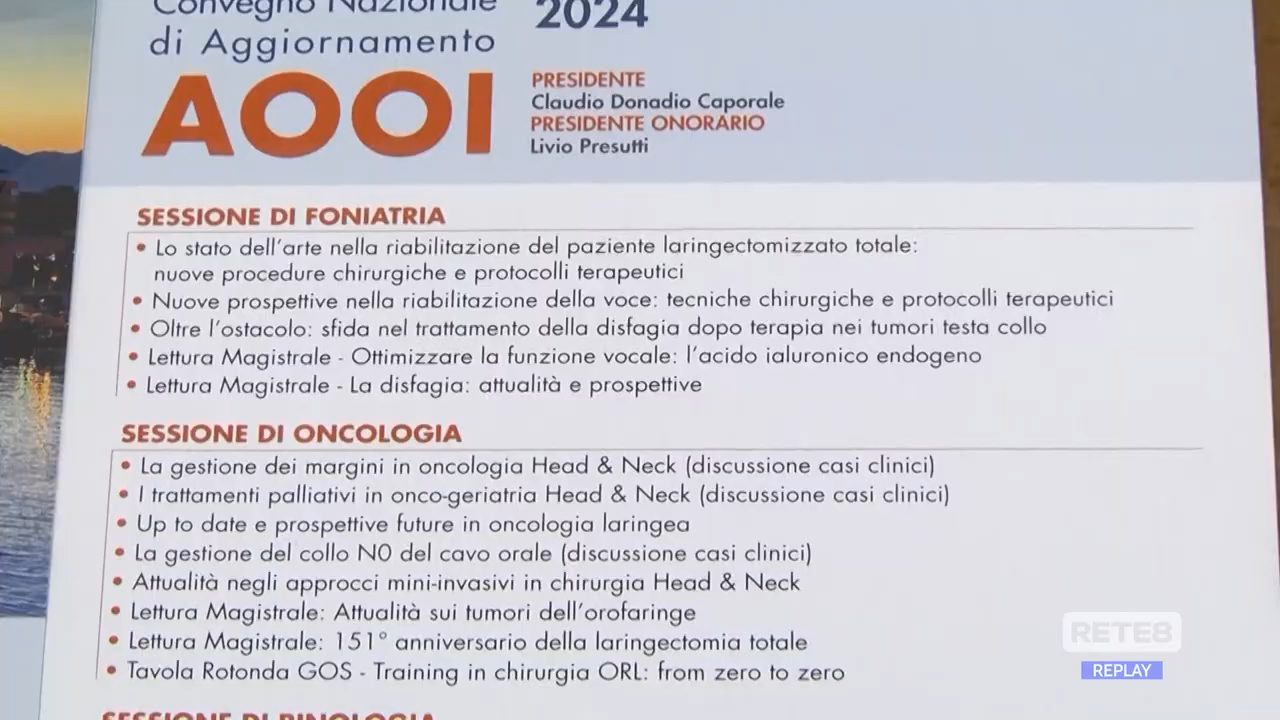 Convegno Nazionale
di Aggiornamento
2024
AOOI
PRESIDENTE
Claudio Donadio Caporale
PRESIDENTE ONORARIO
Livio Presutti
SESSIONE DI FONIATRIA
• Lo stato dell'arte nella riabilitazione del paziente laringectomizzato totale:
nuove procedure chirurgiche e protocolli terapeutici
• Nuove prospettive nella riabilitazione della voce: tecniche chirurgiche e protocolli terapeutici
• Oltre l'ostacolo: sfida nel trattamento della disfagia dopo terapia nei tumori testa collo
• Lettura Magistrale - Ottimizzare la funzione vocale: l'acido ialuronico endogeno
• Lettura Magistrale - La disfagia: attualità e prospettive
SESSIONE DI ONCOLOGIA
• La gestione dei margini in oncologia Head & Neck (discussione casi clinici)
• I trattamenti palliativi in onco-geriatria Head & Neck (discussione casi clinici)
• Up to date e prospettive future in oncologia laringea
• La gestione del collo N0 del cavo orale (discussione casi clinici)
• Attualità negli approcci mini-invasivi in chirurgia Head & Neck
• Lettura Magistrale: Attualità sui tumori dell'orofaringe
• Lettura Magistrale: 151° anniversario della laringectomia totale
• Tavola Rotonda GOS - Training in chirurgia ORL: from zero to zero
SESSIONE DI RINOLOGIA
RETE8
REPLAY